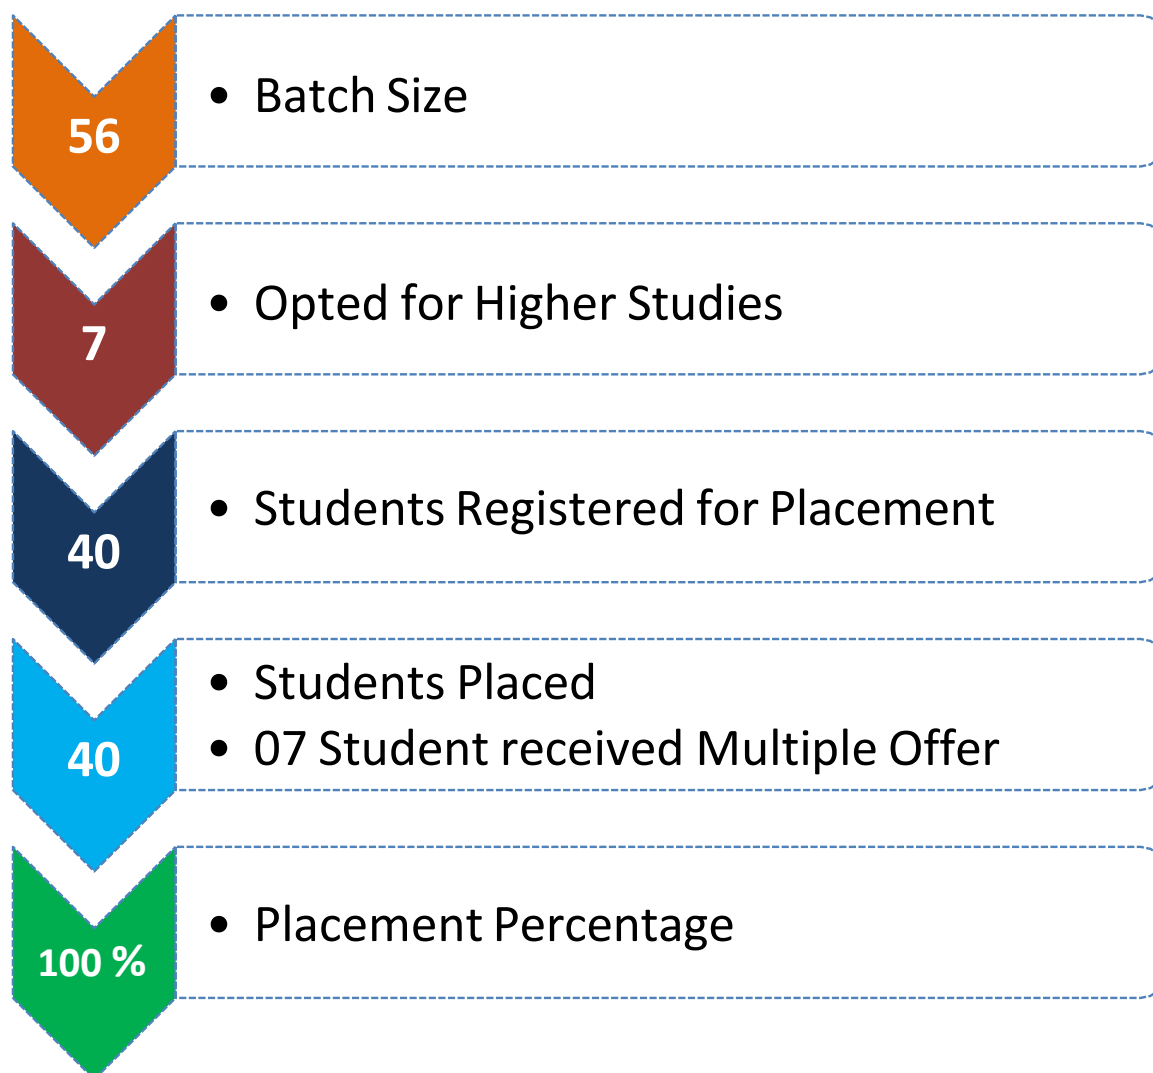 56
• Batch Size
7
• Opted for Higher Studies
40
• Students Registered for Placement
40
• Students Placed
• 07 Student received Multiple Offer
100 %
• Placement Percentage